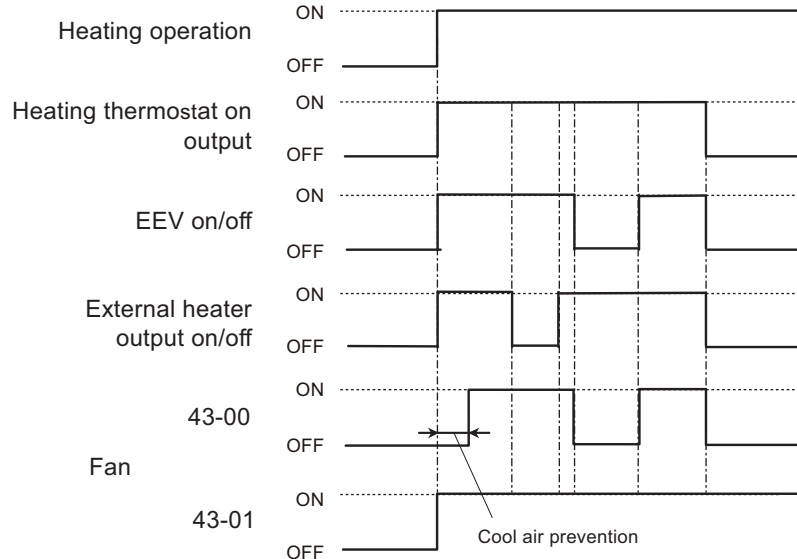 Heating operation
ON
OFF
Heating thermostat on
output
ON
OFF
EEV on/off
ON
OFF
External heater
output on/off
ON
OFF
Fan
43-00
ON
OFF
43-01
ON
OFF
Cool air prevention